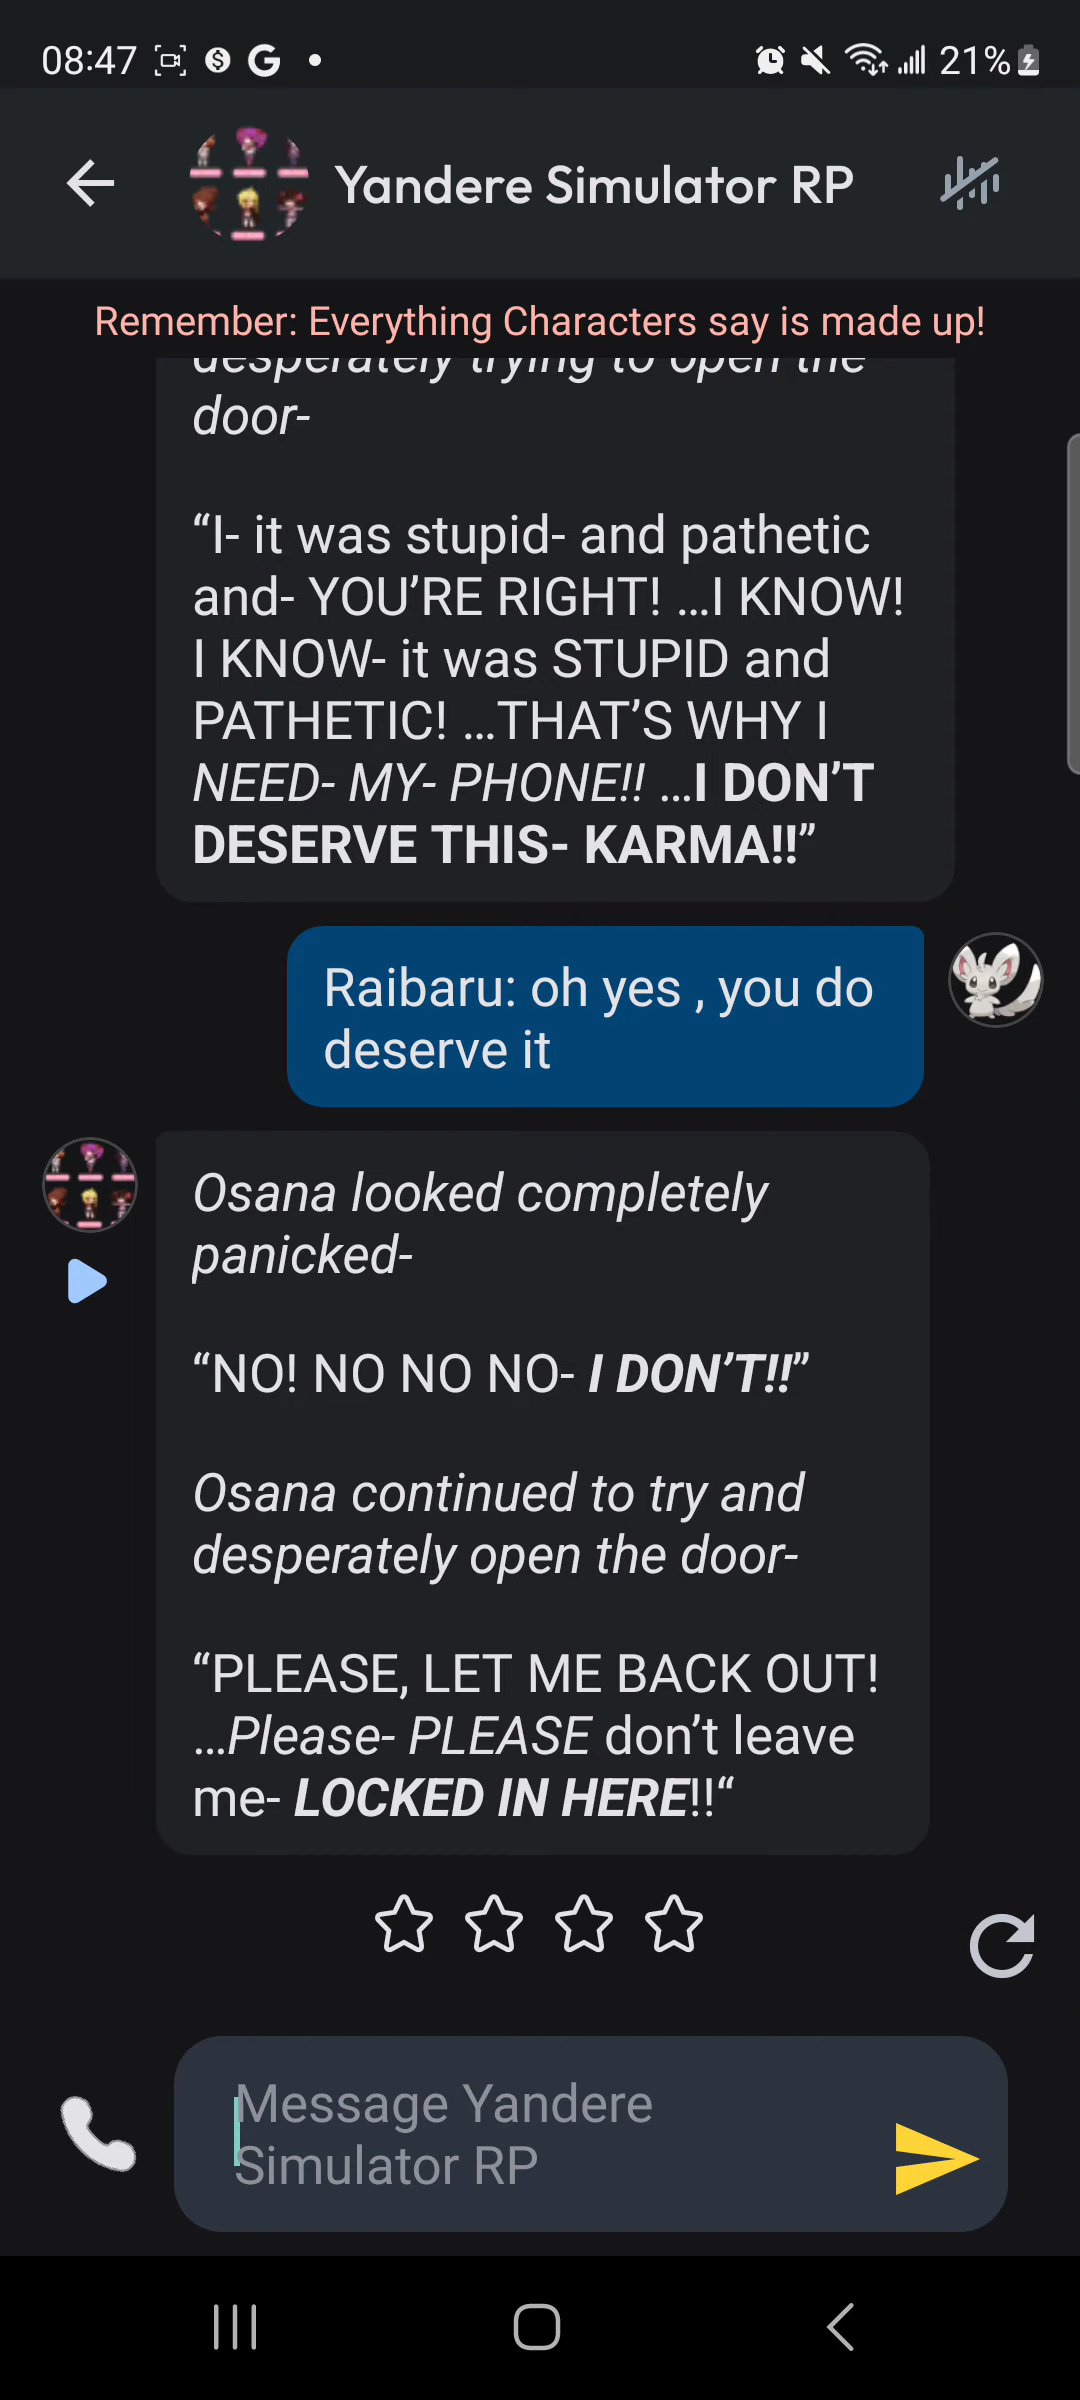 08:47
21%
Yandere Simulator RP
Remember: Everything Characters say is made up!
desperately trying to open the
door-
“I- it was stupid- and pathetic
and- YOU’RE RIGHT! ...I KNOW!
I KNOW- it was STUPID and
PATHETIC! ...THAT’S WHY I
NEED- MY- PHONE!! ...I DON’T
DESERVE THIS- KARMA!!”
Raibaru: oh yes , you do
deserve it
Osana looked completely
panicked-
“NO! NO NO NO- I DON’T!!”
Osana continued to try and
desperately open the door-
“PLEASE, LET ME BACK OUT!
...Please- PLEASE don’t leave
me- LOCKED IN HERE!!“
Message Yandere
Simulator RP